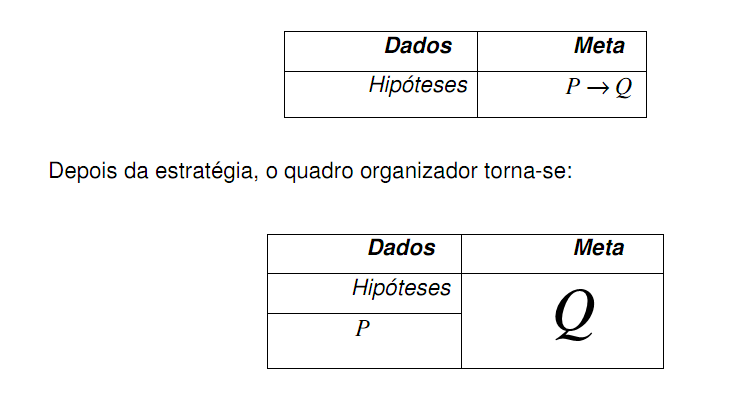 Dados Meta
Hipóteses P → Q
Depois da estratégia, o quadro organizador torna-se:
Dados Meta
Hipóteses
Q
P